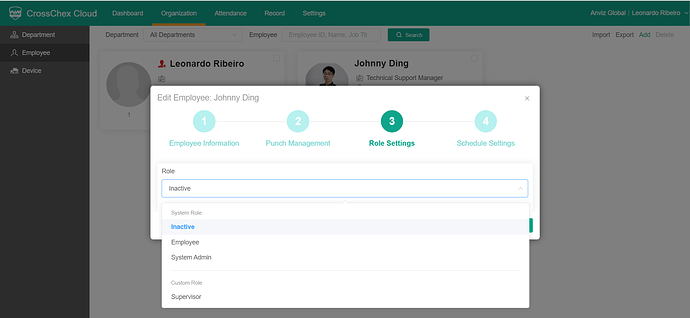 CrossChex Cloud Dashboard Organization Attendance Record Settings Anviz Global | Leonardo Ribeiro
Department
Employee
Device
Department All Departments Employee Employee ID, Name, Job Titl Search Import Export Add Delete
Leonardo Ribeiro
1
Johnny Ding
Technical Support Manager
Edit Employee: Johnny Ding ×
1 2 3 4
Employee Information Punch Management Role Settings Schedule Settings
Role
Inactive
System Role
Inactive
Employee
System Admin
Custom Role
Supervisor